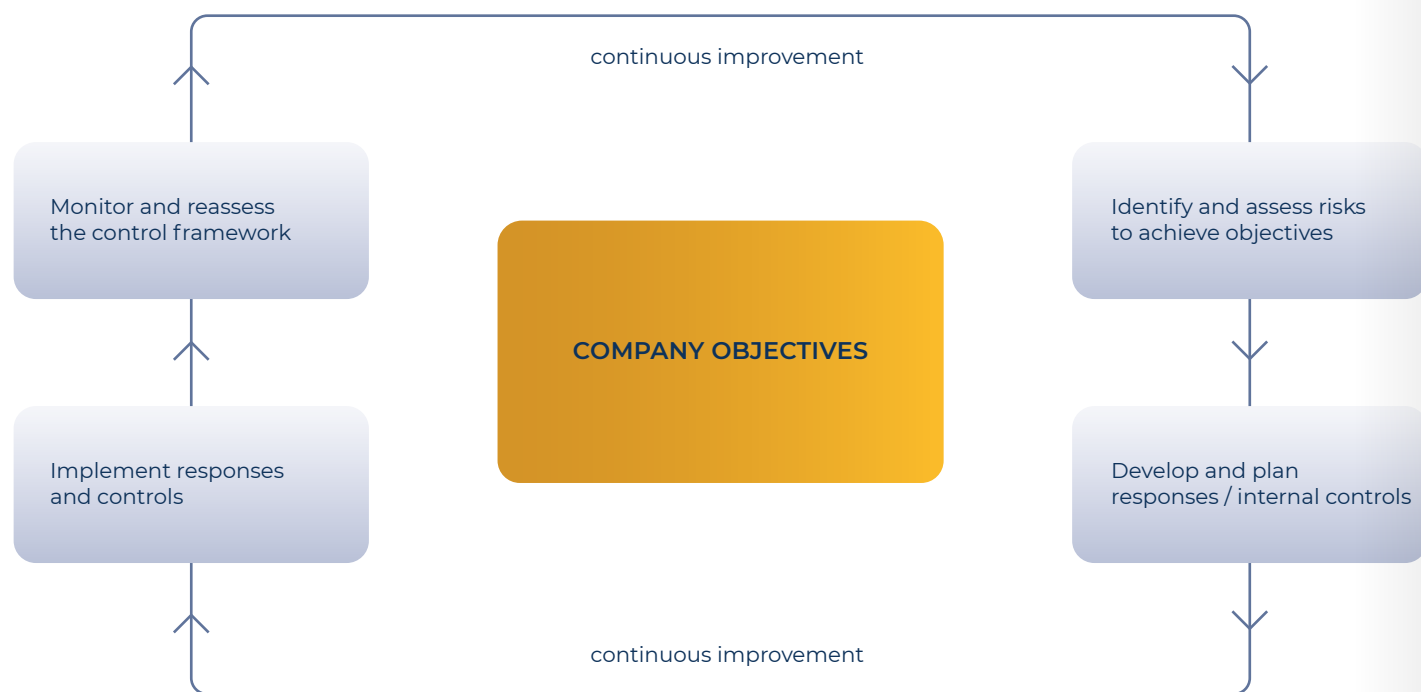 continuous improvement
Monitor and reassess
the control framework
Identify and assess risks
to achieve objectives
COMPANY OBJECTIVES
Implement responses
and controls
Develop and plan
responses / internal controls
continuous improvement